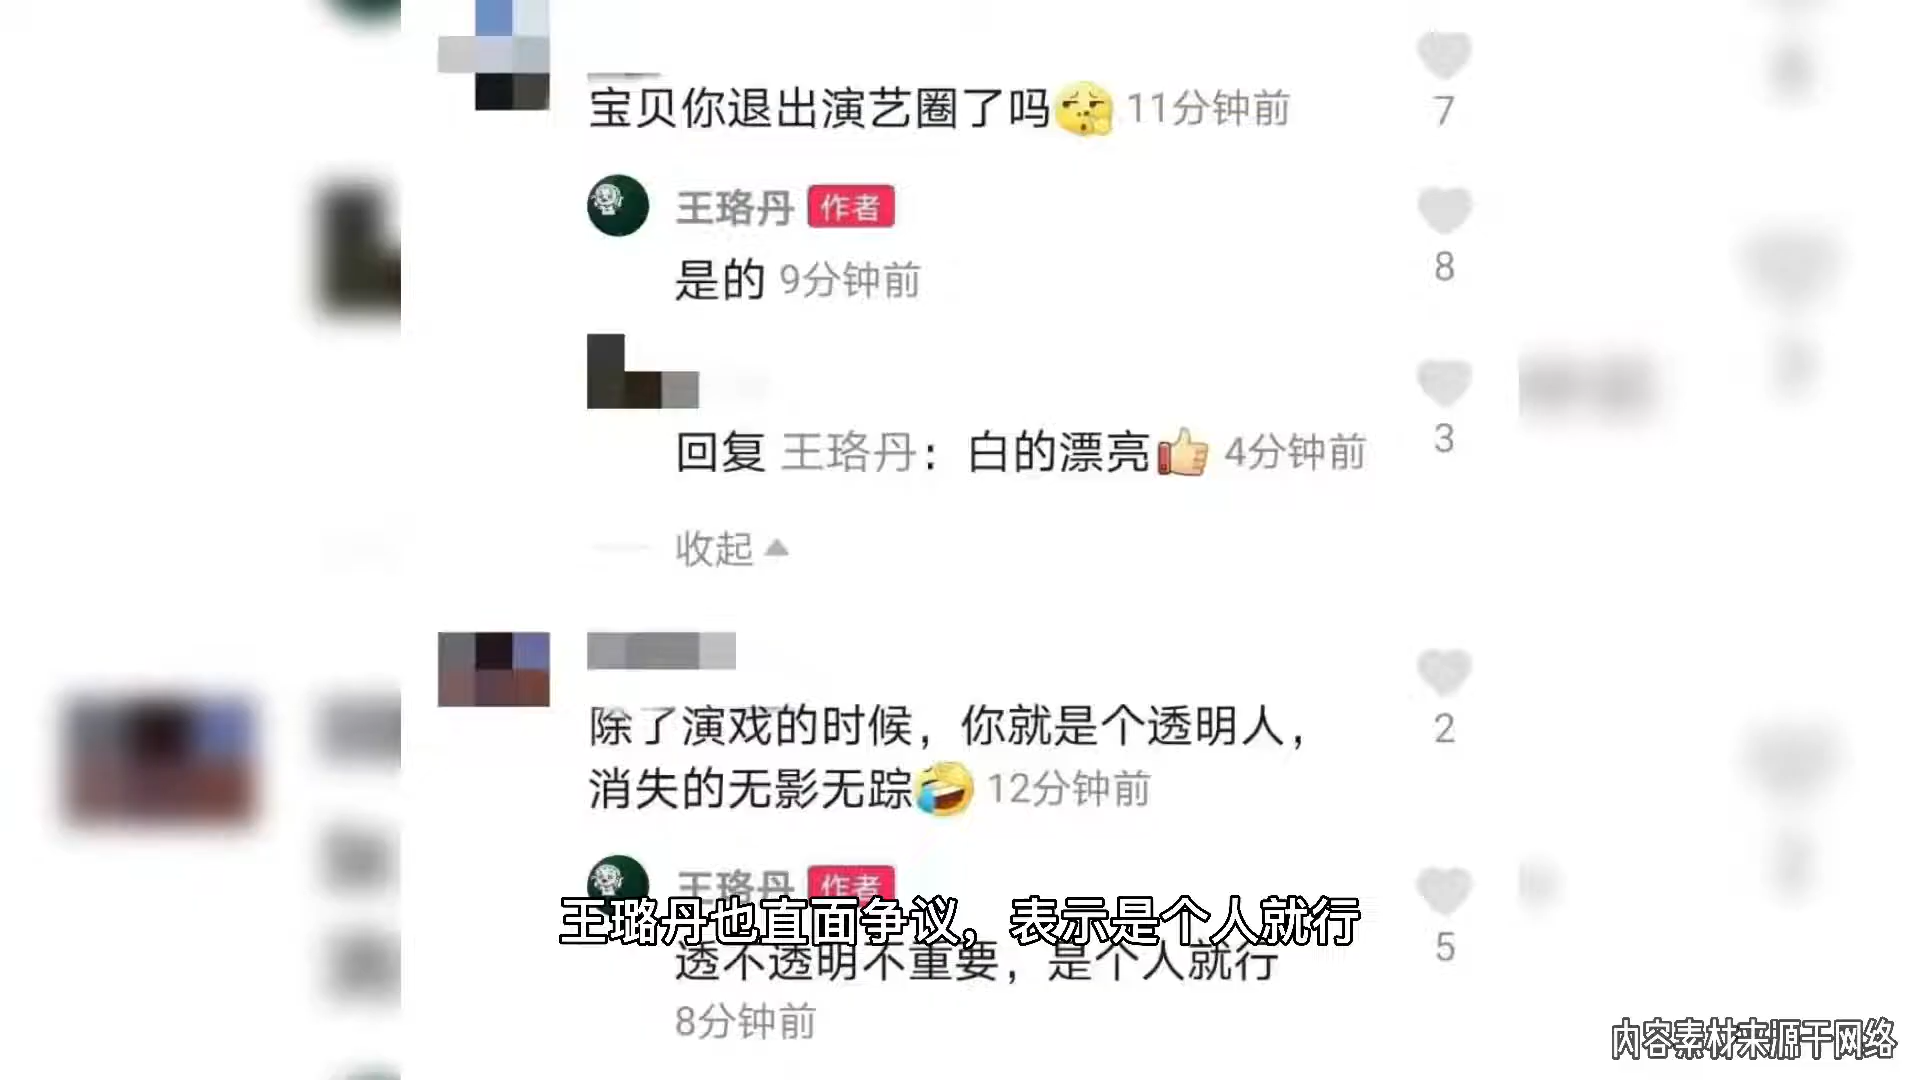 宝贝你退出演艺圈了吗 11分钟前
7
王珞丹 作者
是的 9分钟前
8
回复 王珞丹：白的漂亮 4分钟前
3
收起
除了演戏的时候，你就是个透明人，
消失的无影无踪 12分钟前
2
王珞丹 作者
王璐丹也直面争议，表示是个人就行
透不透明不重要，是个人就行
5
8分钟前
内容素材来源于网络